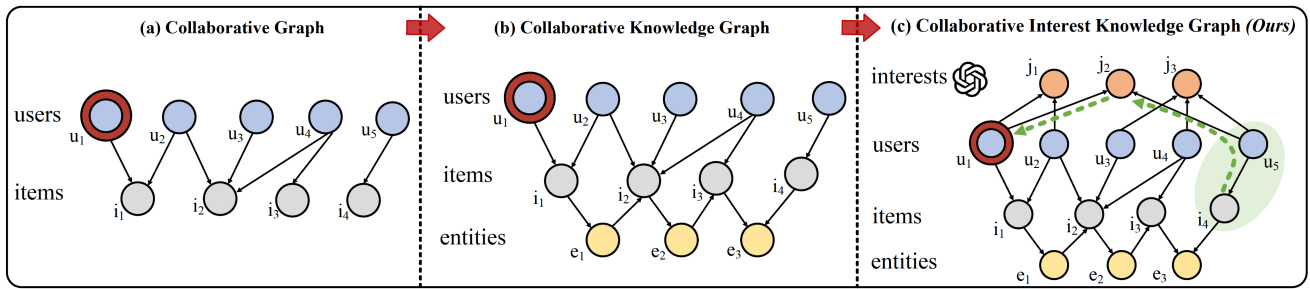 (a) Collaborative Graph
users
u1 u2 u3 u4 u5
items
i1 i2 i3 i4
(b) Collaborative Knowledge Graph
users
u1 u2 u3 u4 u5
items
i1 i2 i3 i4
entities
e1 e2 e3
(c) Collaborative Interest Knowledge Graph (Ours)
interests
j1 j2 j3
users
u1 u2 u3 u4 u5
items
i1 i2 i3 i4
entities
e1 e2 e3